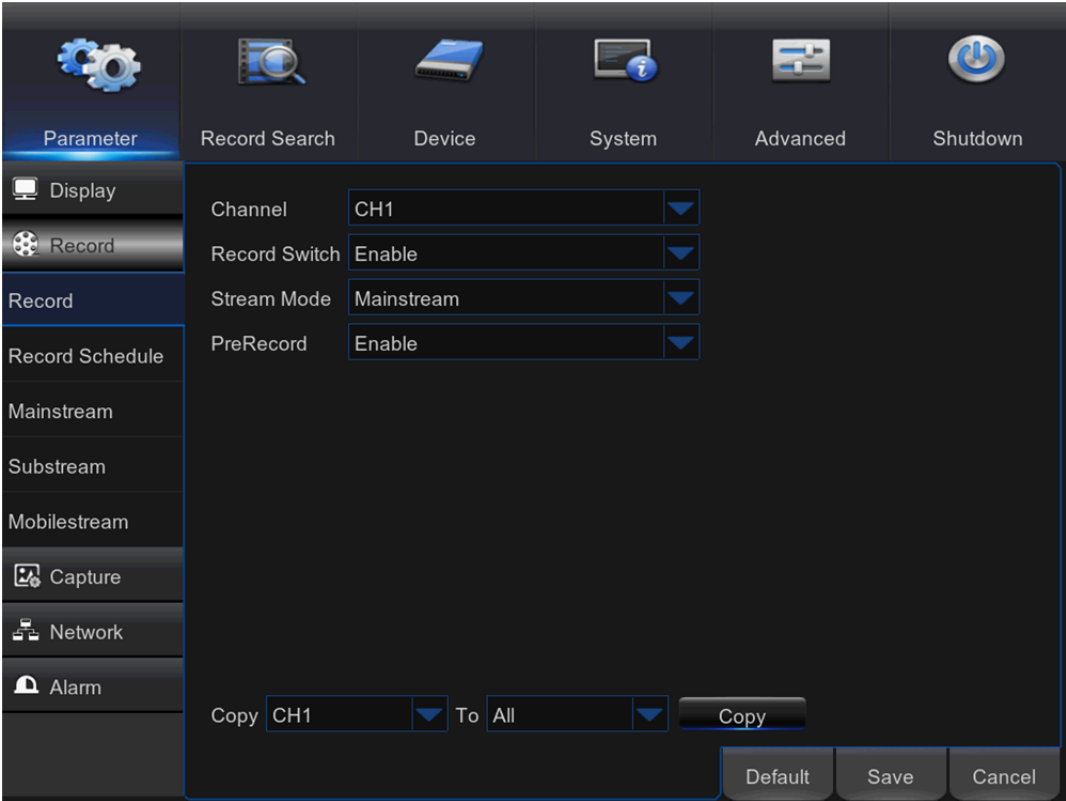 Parameter
Record Search
Device
System
Advanced
Shutdown
Display
Record
Record
Record Schedule
Mainstream
Substream
Mobilestream
Capture
Network
Alarm
Channel CH1
Record Switch Enable
Stream Mode Mainstream
PreRecord Enable
Copy CH1 To All Copy
Default Save Cancel